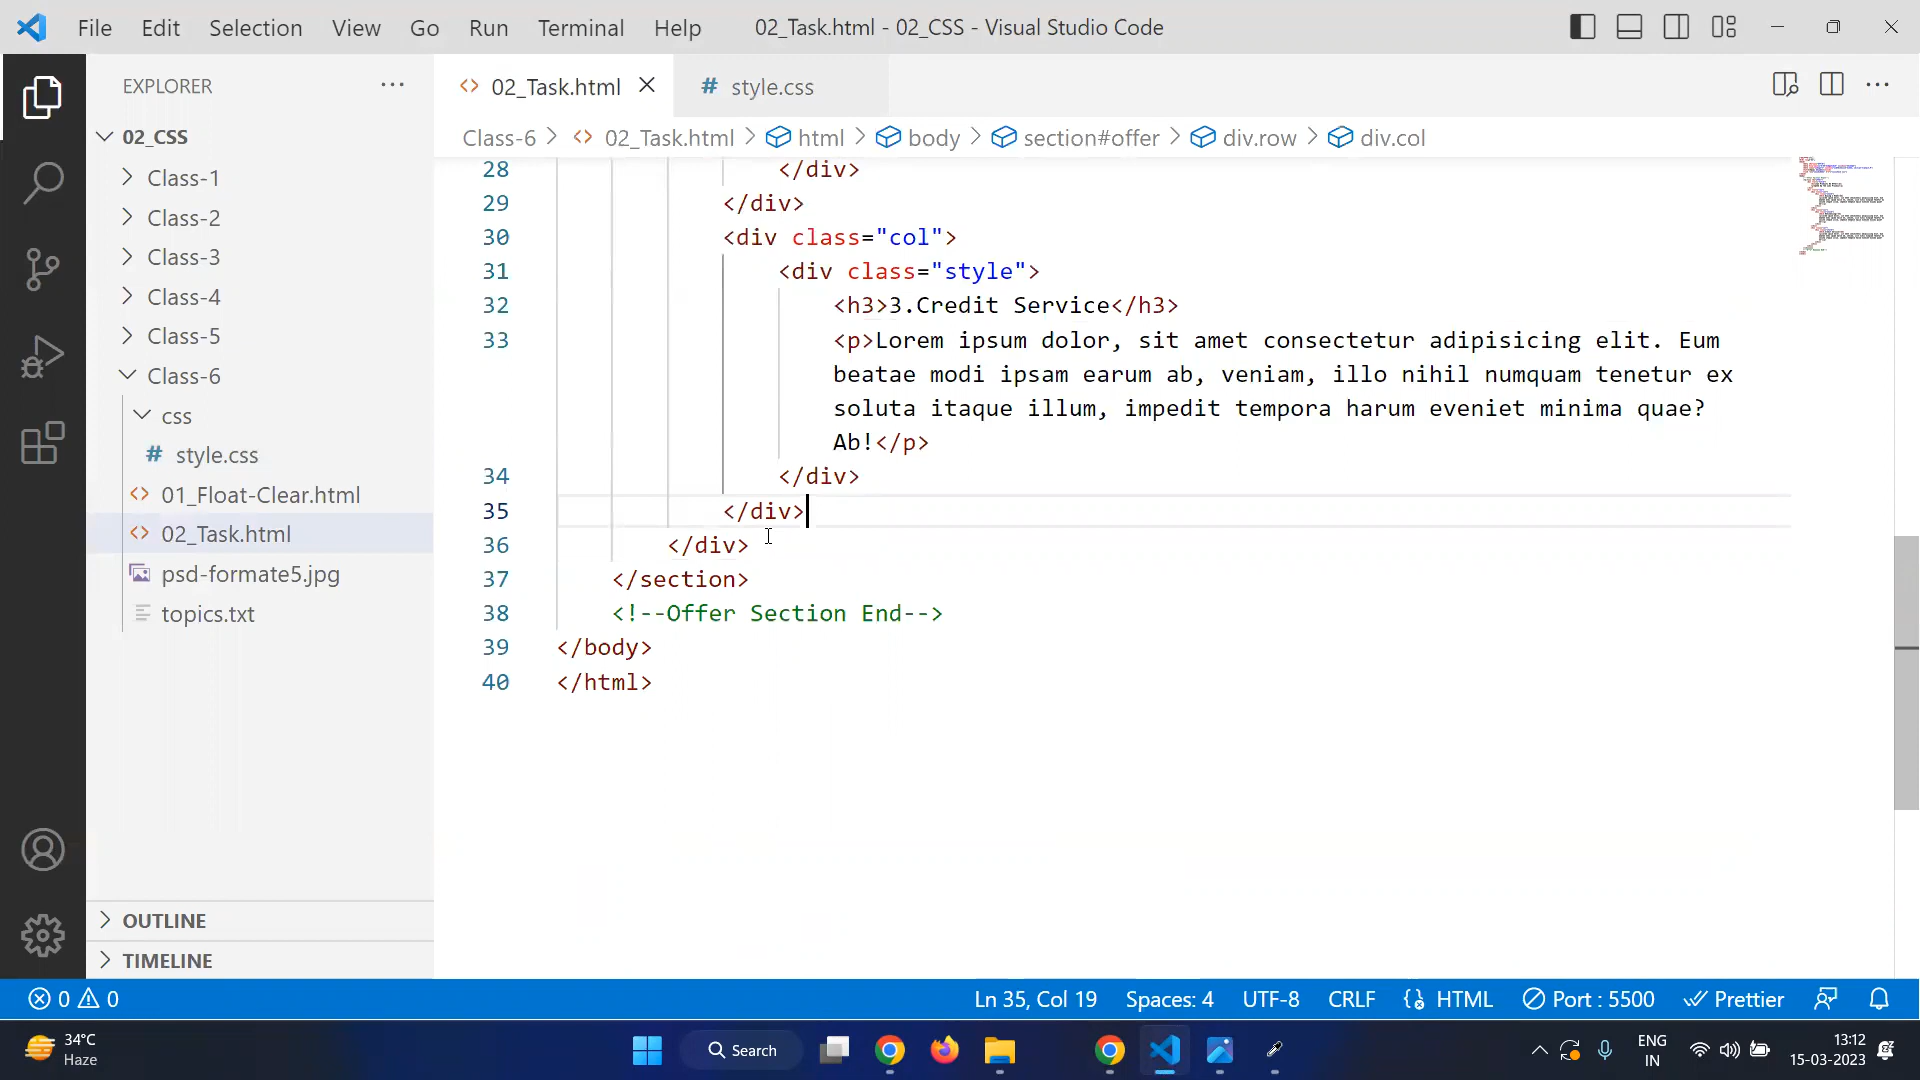 File Edit Selection View Go Run Terminal Help 02_Task.html - 02_CSS - Visual Studio Code
EXPLORER ···
02_CSS
Class-1
Class-2
Class-3
Class-4
Class-5
Class-6
css
# style.css
<> 01_Float-Clear.html
<> 02_Task.html
psd-formate5.jpg
topics.txt
OUTLINE
TIMELINE
<> 02_Task.html # style.css
Class-6 > <> 02_Task.html > html > body > section#offer > div.row > div.col
28 </div>
29 </div>
30 <div class="col">
31 <div class="style">
32 <h3>3.Credit Service</h3>
33 <p>Lorem ipsum dolor, sit amet consectetur adipisicing elit. Eum
beatae modi ipsam earum ab, veniam, illo nihil numquam tenetur ex
soluta itaque illum, impedit tempora harum eveniet minima quae?
Ab!</p>
34 </div>
35 </div>
36 </div>
37 </section>
38 <!--Offer Section End-->
39 </body>
40 </html>
0 0 Ln 35, Col 19 Spaces: 4 UTF-8 CRLF HTML Port : 5500 Prettier
34°C
Haze
Search
ENG
IN
13:12
15-03-2023